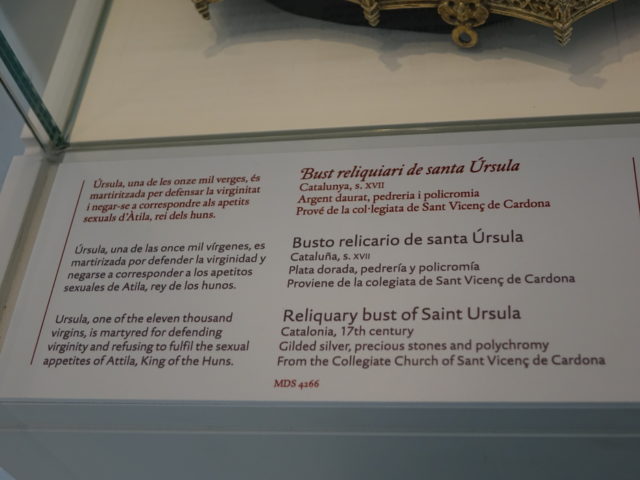 Úrsula, una de les onze mil verges, és
martiritzada per defensar la virginitat
i negar-se a correspondre als apetits
sexuals d'Àtila, rei dels huns.
Úrsula, una de las once mil vírgenes, es
martirizada por defender la virginidad y
negarse a corresponder a los apetitos
sexuales de Atila, rey de los hunos.
Ursula, one of the eleven thousand
virgins, is martyred for defending
virginity and refusing to fulfil the sexual
appetites of Attila, King of the Huns.
Bust reliquiari de santa Úrsula
Catalunya, s. XVII
Argent daurat, pedreria i policromia
Prové de la col·legiata de Sant Vicenç de Cardona
Busto relicario de santa Úrsula
Cataluña, s. XVII
Plata dorada, pedrería y policromía
Proviene de la colegiata de Sant Vicenç de Cardona
Reliquary bust of Saint Ursula
Catalonia, 17th century
Gilded silver, precious stones and polychromy
From the Collegiate Church of Sant Vicenç de Cardona
MDS 4266